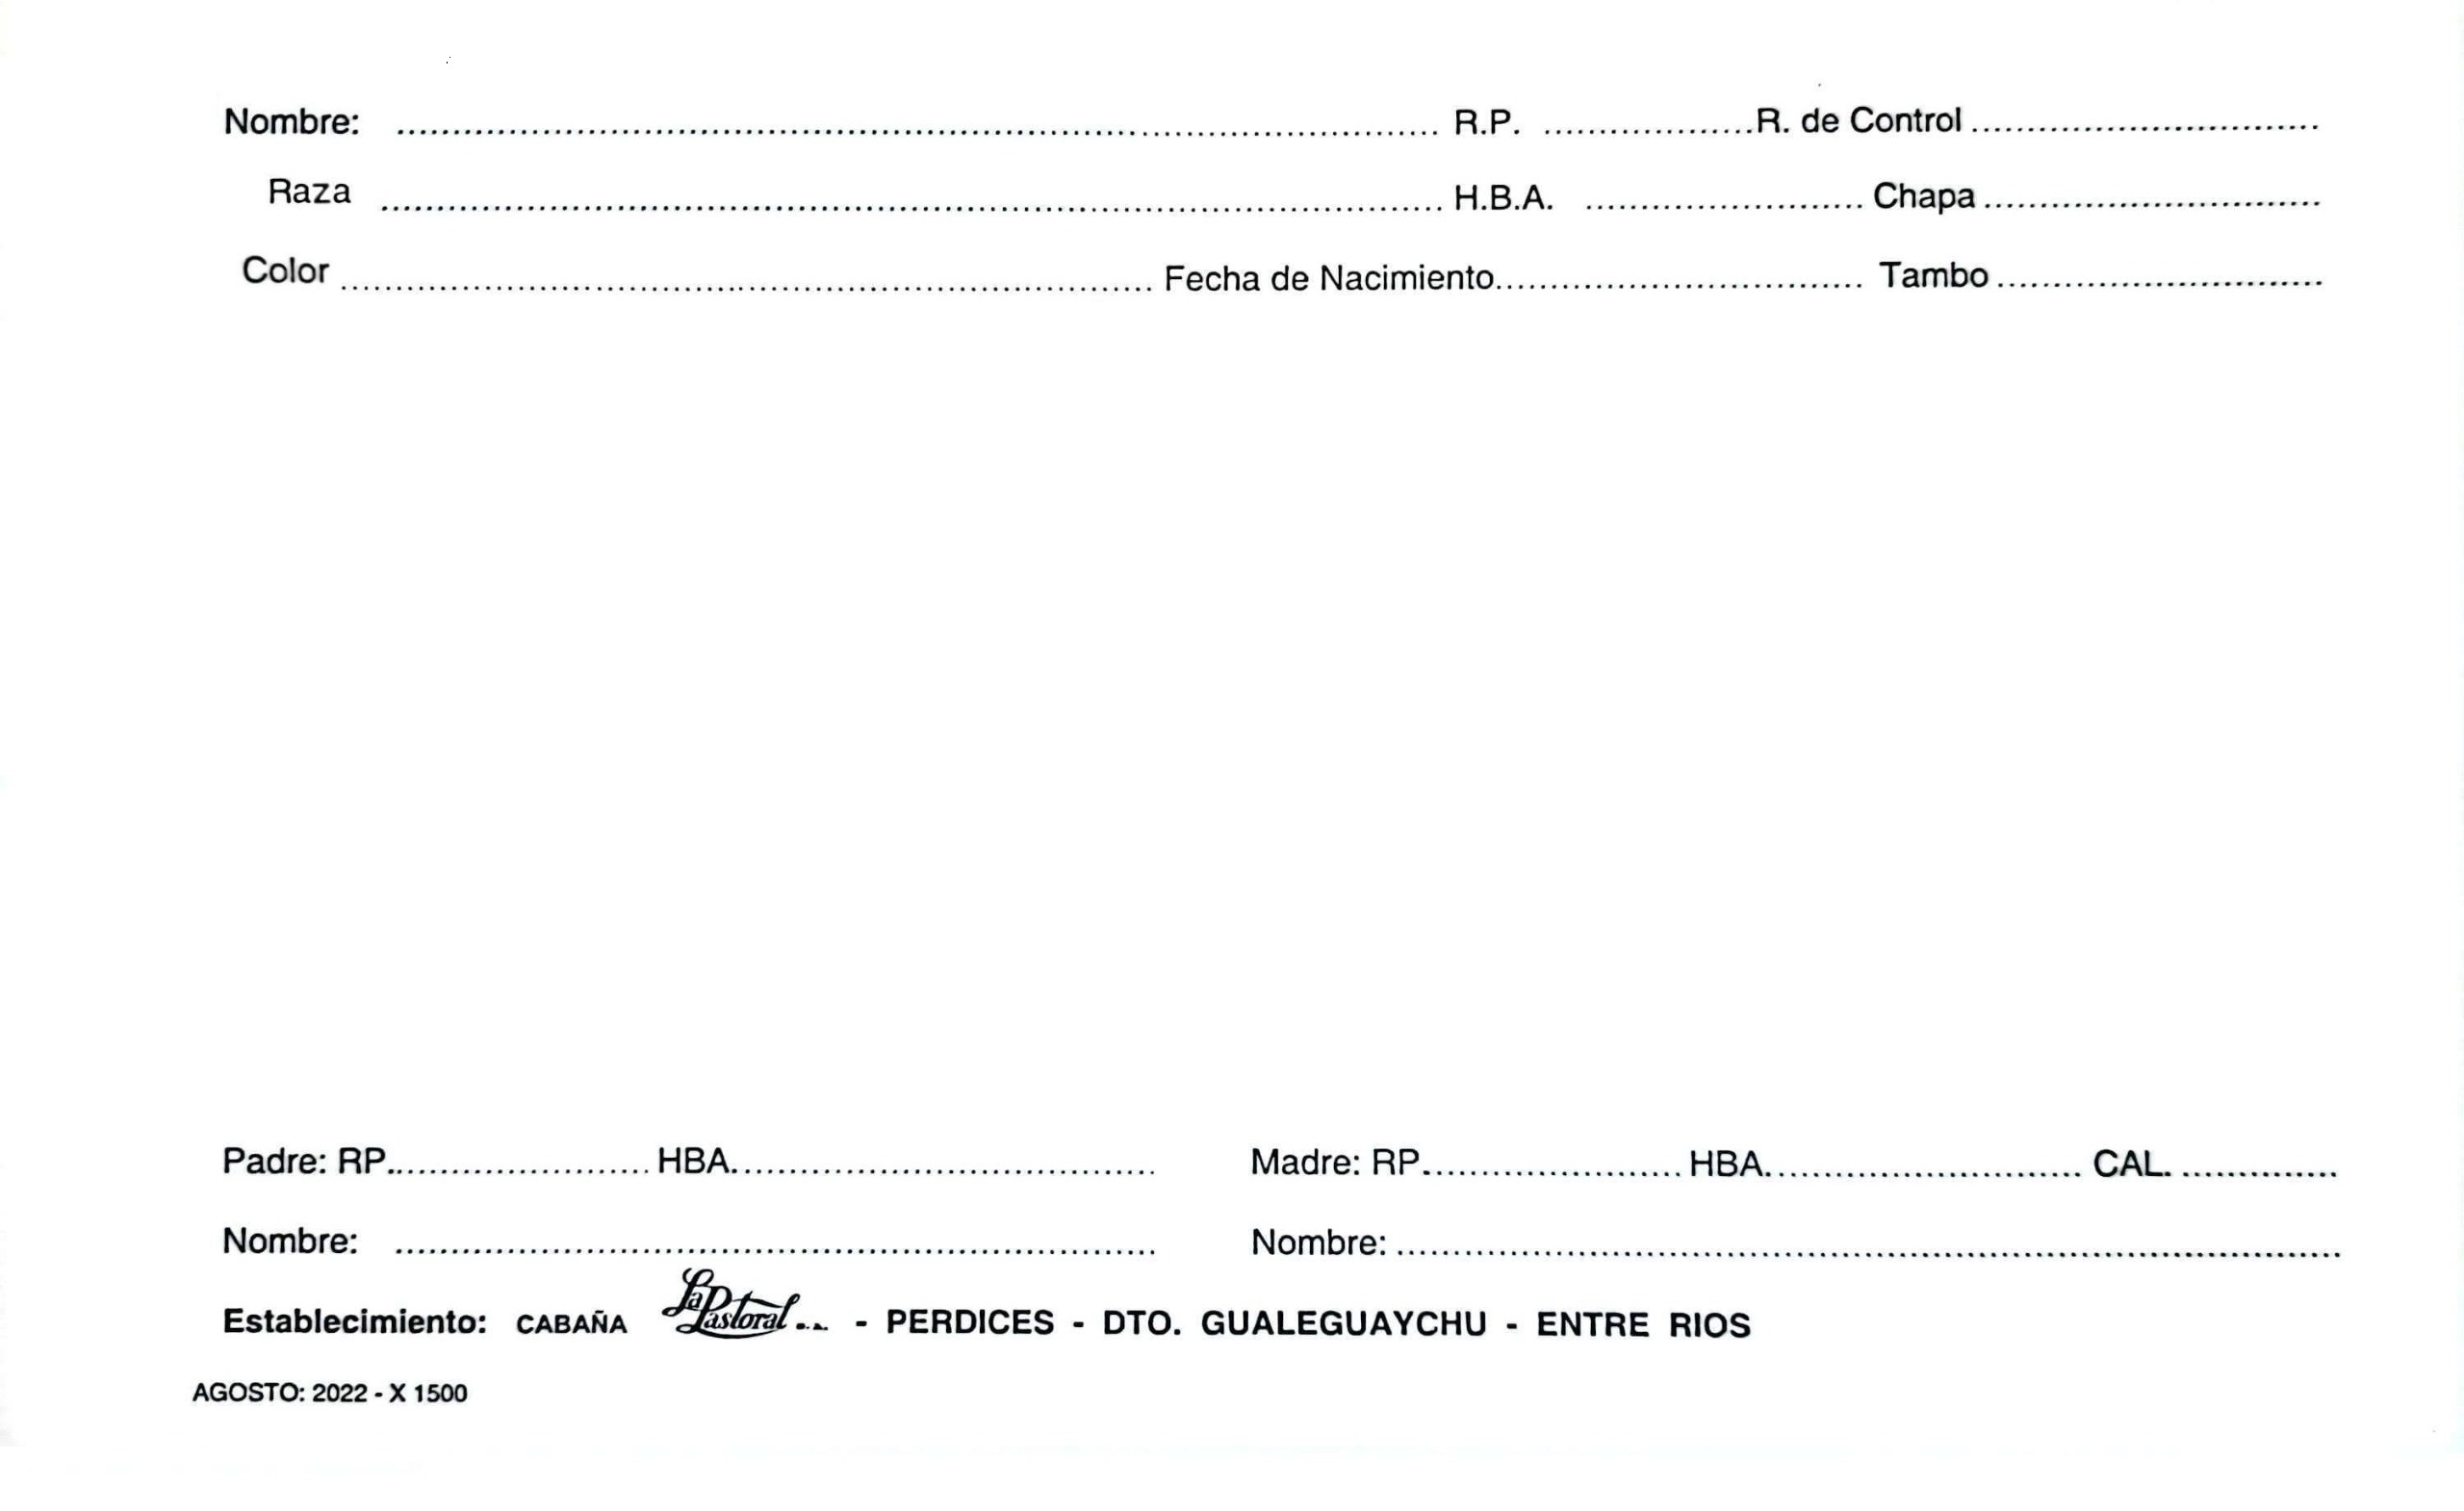 Nombre: ........................................ R.P. ....................R. de Control ................................
Raza ........................................ H.B.A. ......................... Chapa ..............................
Color ........................................ Fecha de Nacimiento................................. Tambo ..............................
Padre: RP........................ HBA....................................... Madre: RP........................ HBA............................. CAL. ...............
Nombre: ........................................ Nombre: ........................................
Establecimiento: CABAÑA La Pastoral - PERDICES - DTO. GUALEGUAYCHU - ENTRE RIOS
AGOSTO: 2022 - X 1500